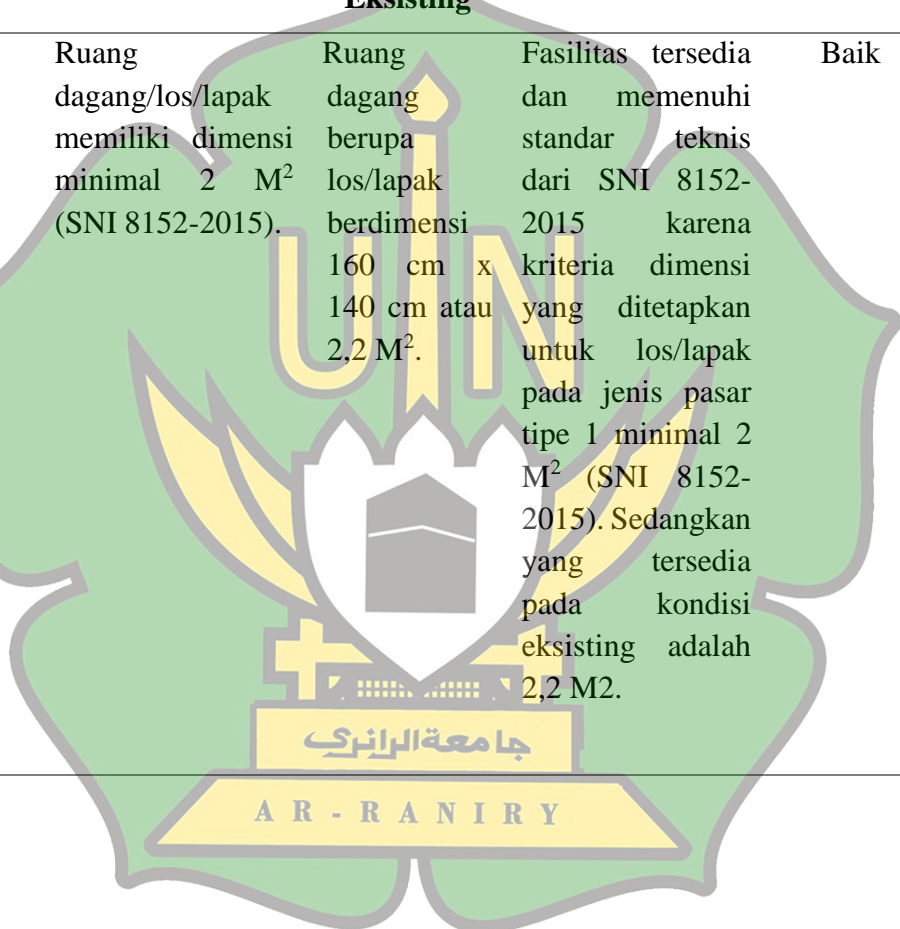 Eksisting
Ruang
dagang/los/lapak
memiliki dimensi
minimal 2 M²
(SNI 8152-2015).
Ruang
dagang
berupa
los/lapak
berdimensi
160 cm x
140 cm atau
2,2 M².
Fasilitas tersedia
dan memenuhi
standar teknis
dari SNI 8152-
2015 karena
kriteria dimensi
yang ditetapkan
untuk los/lapak
pada jenis pasar
tipe 1 minimal 2
M² (SNI 8152-
2015). Sedangkan
yang tersedia
pada kondisi
eksisting adalah
2,2 M2.
Baik
UIN
جامعةالرانري
AR-RANIRY